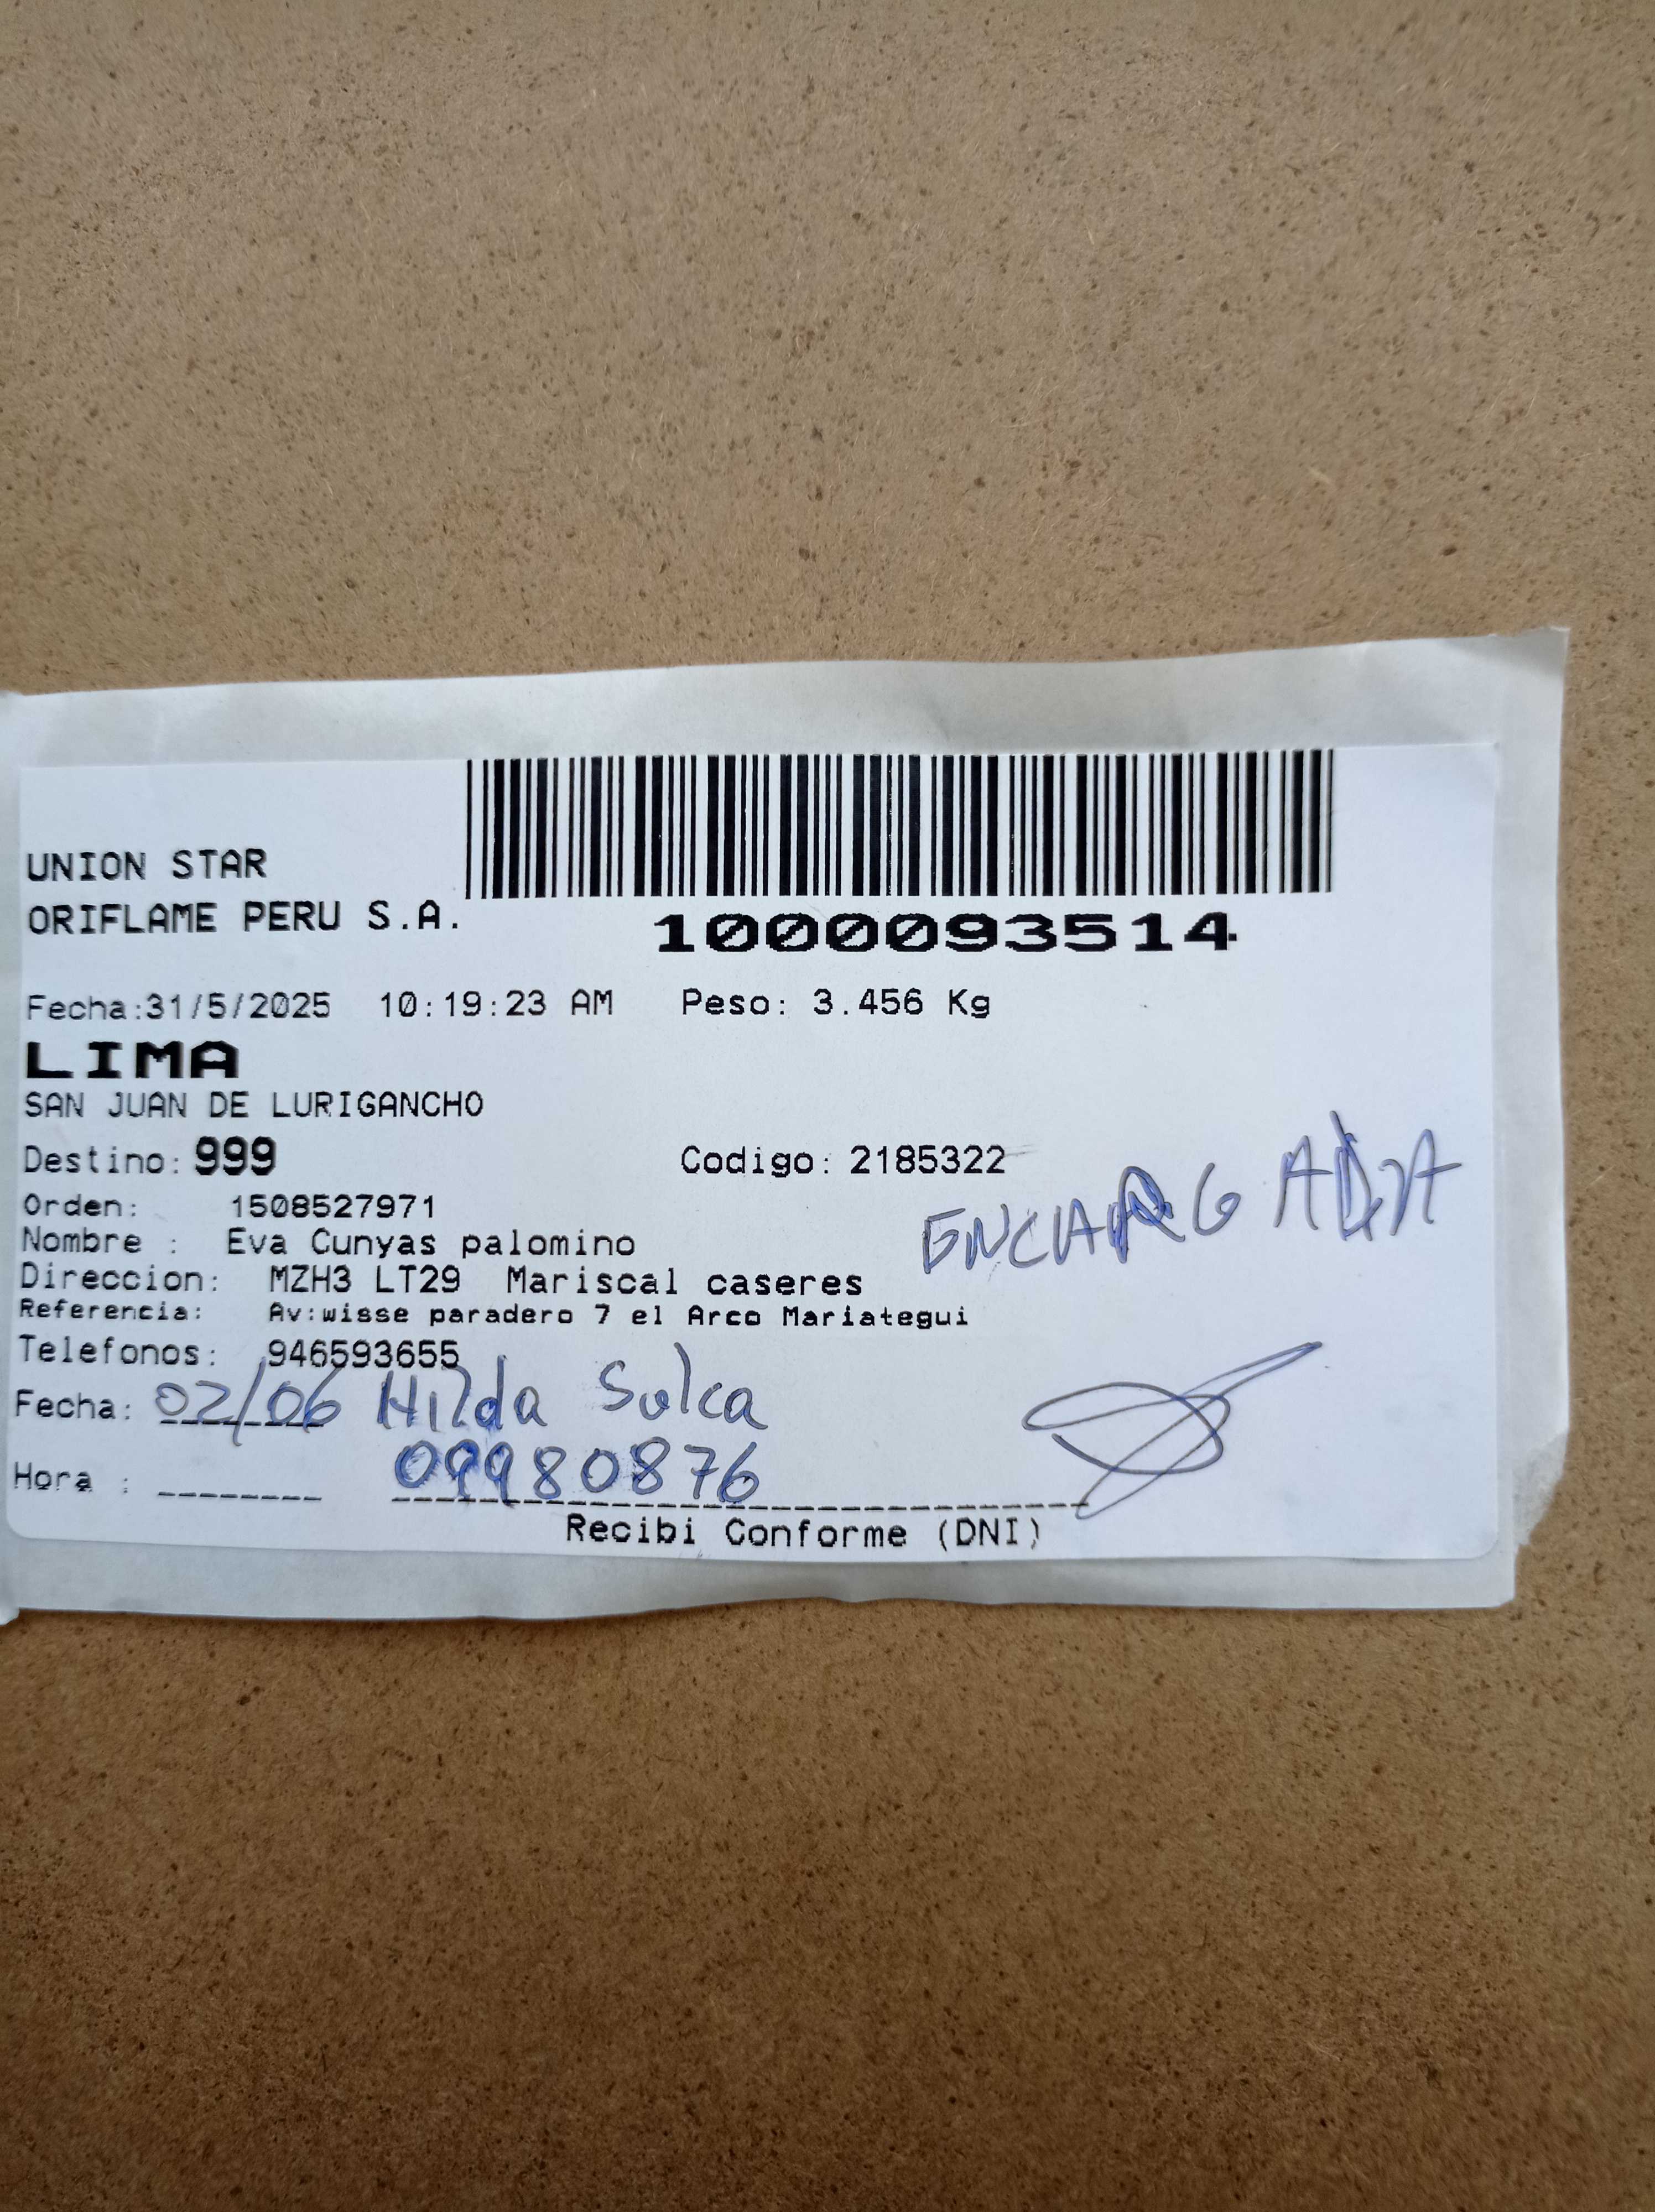 UNION STAR
ORIFLAME PERU S.A.
1000093514
Fecha:31/5/2025 10:19:23 AM Peso: 3.456 Kg
LIMA
SAN JUAN DE LURIGANCHO
Destino: 999 Codigo: 2185322
ENCARGADA
Orden: 1508527971
Nombre : Eva Cunyas palomino
Direccion: MZH3 LT29 Mariscal caseres
Referencia: Av:wisse paradero 7 el Arco Mariategui
Telefonos: 946593655
Fecha: 02/06 Hilda Sulca
Hora : 09980876
Recibi Conforme (DNI)